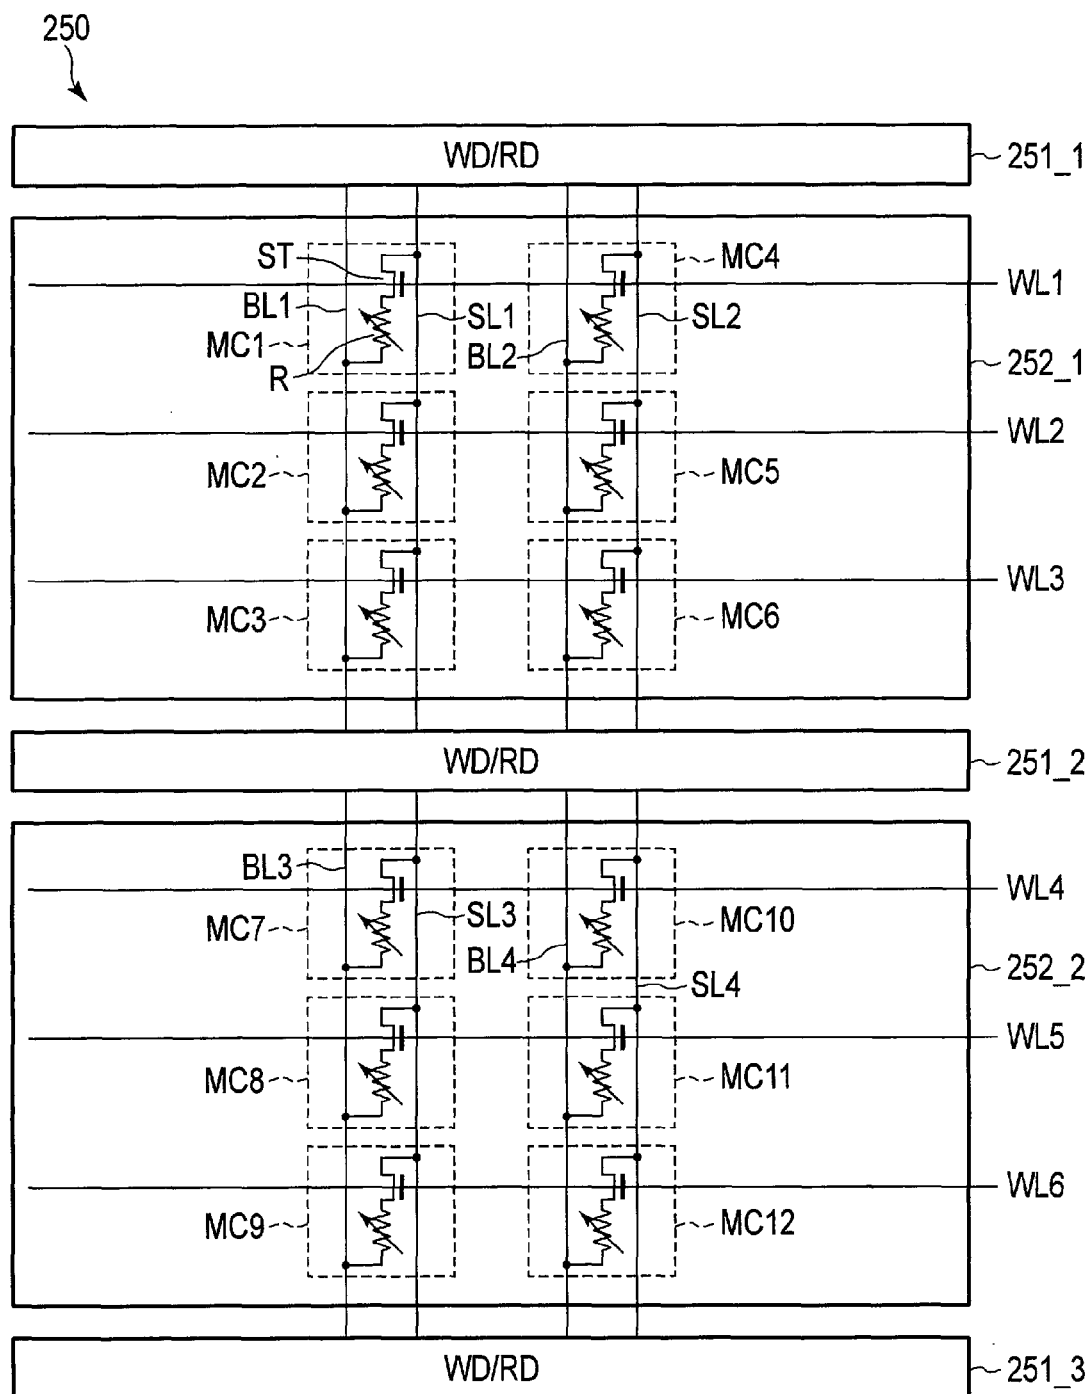 250
WD/RD
251_1
ST
MC4
WL1
BL1
SL1
SL2
MC1
BL2
252_1
R
WL2
MC2
MC5
WL3
MC3
MC6
WD/RD
251_2
BL3
WL4
MC7
SL3
MC10
BL4
252_2
SL4
WL5
MC8
MC11
WL6
MC9
MC12
WD/RD
251_3